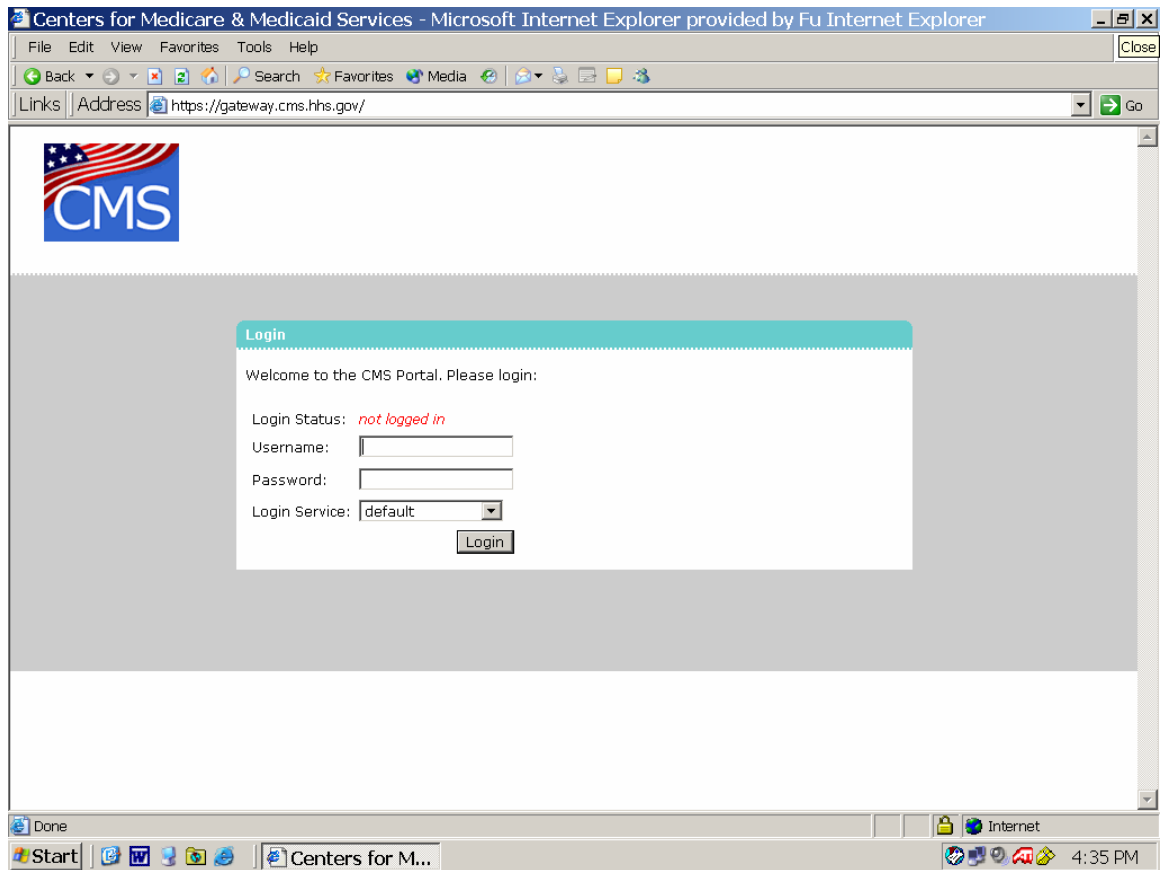 Centers for Medicare & Medicaid Services - Microsoft Internet Explorer provided by Fu Internet Explorer
File Edit View Favorites Tools Help
Close
Back Search Favorites Media
Links Address https://gateway.cms.hhs.gov/ Go
CMS
Login
Welcome to the CMS Portal. Please login:
Login Status: not logged in
Username:
Password:
Login Service: default
Login
Done Internet
Start Centers for M... 4:35 PM